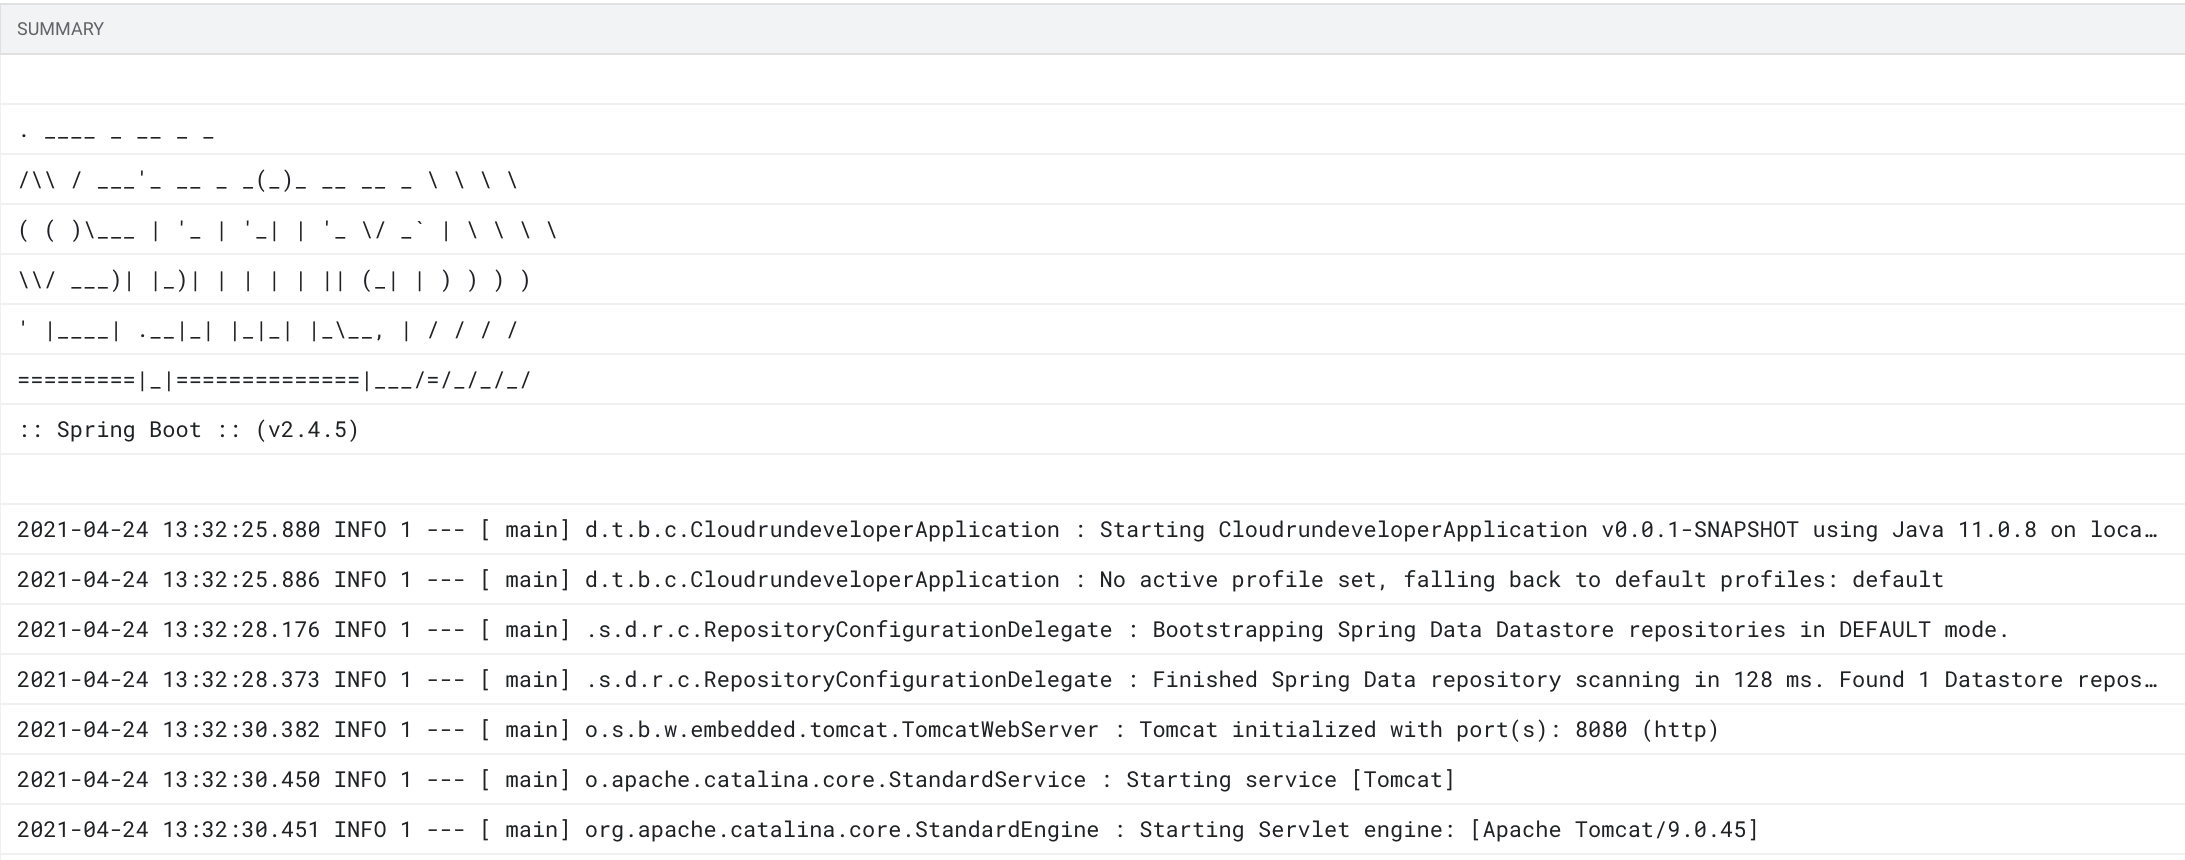 SUMMARY
. ____ _ __ _ _
/\\ / ___'_ __ _ _(_)_ __ __ _ \ \ \ \
( ( )\___ | '_ | '_| | '_ \/ _` | \ \ \ \
\\/ ___)| |_)| | | | | || (_| | ) ) ) )
' |____| .__|_| |_|_| |_\__, | / / / /
=========|_|==============|___/=/_/_/_/
:: Spring Boot :: (v2.4.5)
2021-04-24 13:32:25.880 INFO 1 --- [ main] d.t.b.c.CloudrundeveloperApplication : Starting CloudrundeveloperApplication v0.0.1-SNAPSHOT using Java 11.0.8 on loca…
2021-04-24 13:32:25.886 INFO 1 --- [ main] d.t.b.c.CloudrundeveloperApplication : No active profile set, falling back to default profiles: default
2021-04-24 13:32:28.176 INFO 1 --- [ main] .s.d.r.c.RepositoryConfigurationDelegate : Bootstrapping Spring Data Datastore repositories in DEFAULT mode.
2021-04-24 13:32:28.373 INFO 1 --- [ main] .s.d.r.c.RepositoryConfigurationDelegate : Finished Spring Data repository scanning in 128 ms. Found 1 Datastore repos…
2021-04-24 13:32:30.382 INFO 1 --- [ main] o.s.b.w.embedded.tomcat.TomcatWebServer : Tomcat initialized with port(s): 8080 (http)
2021-04-24 13:32:30.450 INFO 1 --- [ main] o.apache.catalina.core.StandardService : Starting service [Tomcat]
2021-04-24 13:32:30.451 INFO 1 --- [ main] org.apache.catalina.core.StandardEngine : Starting Servlet engine: [Apache Tomcat/9.0.45]